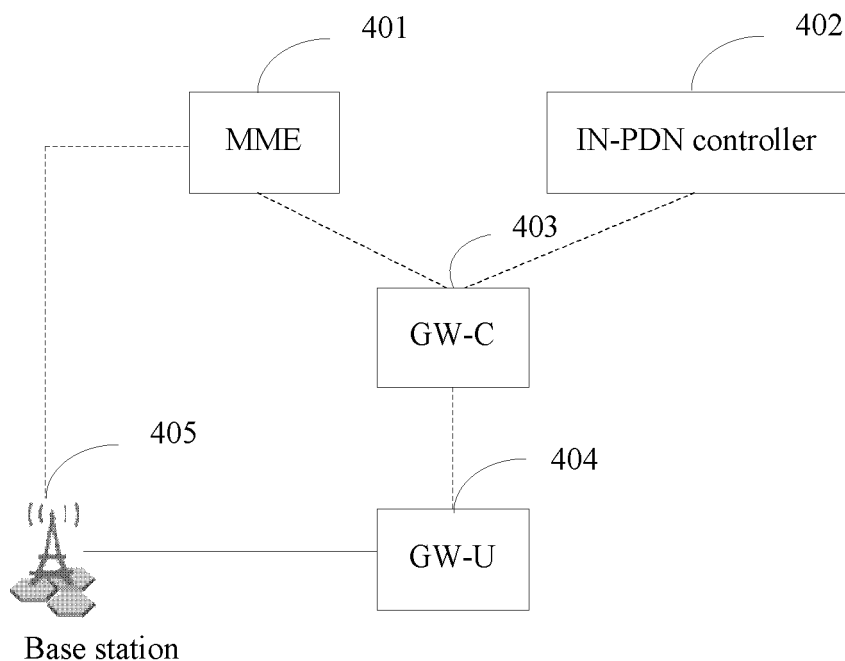 401
402
MME
IN-PDN controller
403
GW-C
405
404
GW-U
Base station